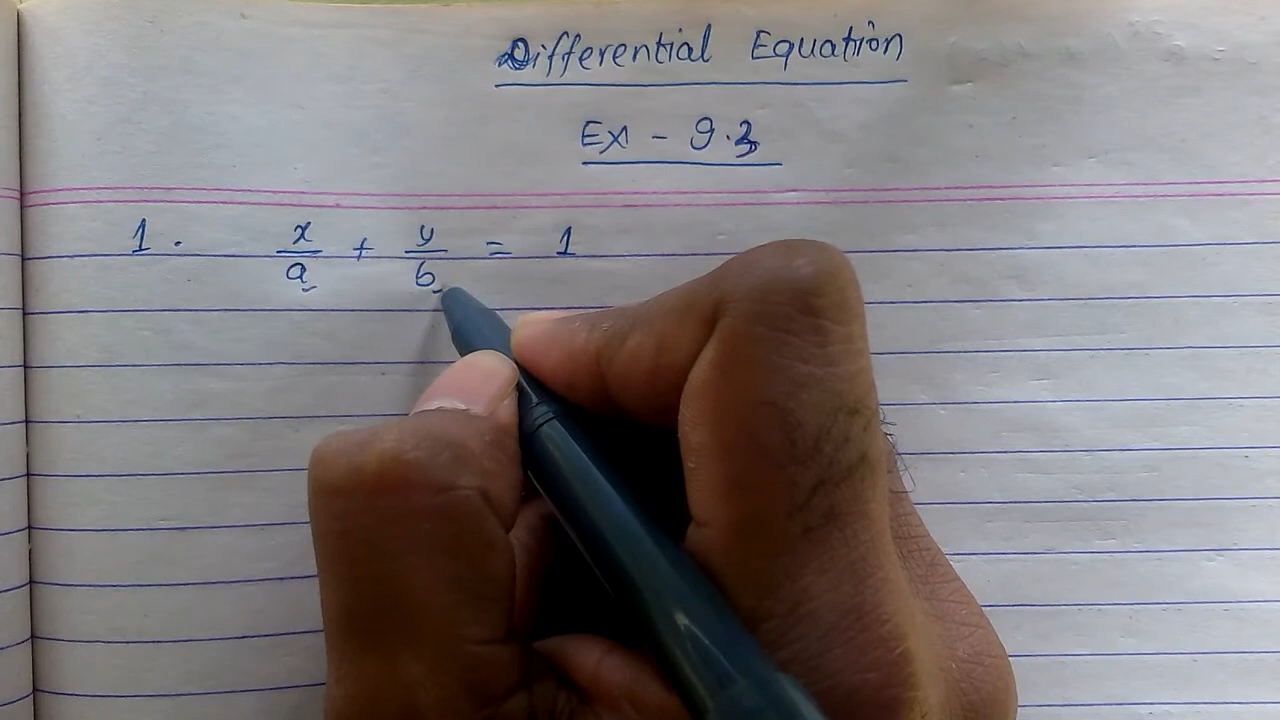 Differential Equation
Ex - 9.3
1. x/a + y/b = 1